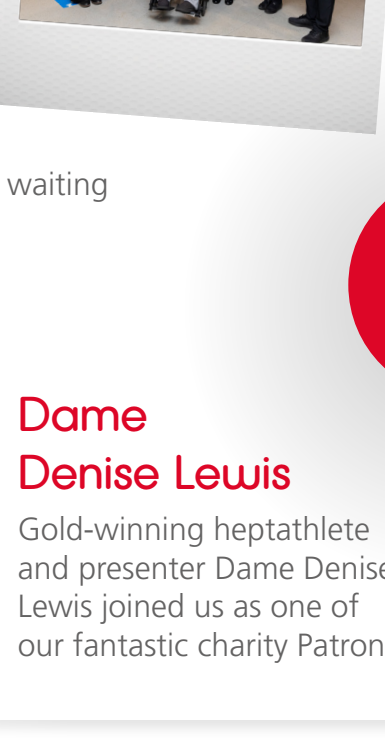 waiting
Dame
Denise Lewis
Gold-winning heptathlete
and presenter Dame Denise
Lewis joined us as one of
our fantastic charity Patron